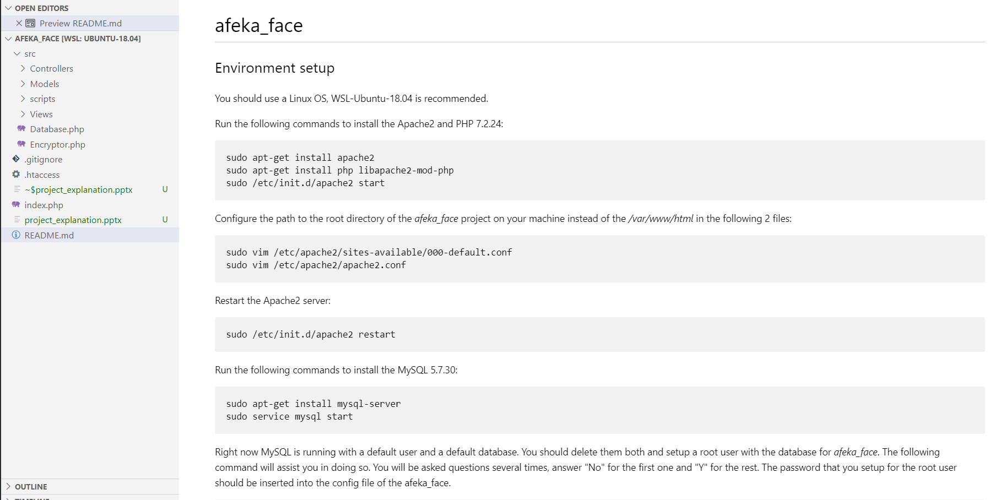 OPEN EDITORS
Preview README.md
AFEKA_FACE [WSL: UBUNTU-18.04]
src
Controllers
Models
scripts
Views
Database.php
Encryptor.php
.gitignore
.htaccess
~$project_explanation.pptx U
index.php
project_explanation.pptx U
README.md
OUTLINE
TIMELINE
afeka_face
Environment setup
You should use a Linux OS, WSL-Ubuntu-18.04 is recommended.
Run the following commands to install the Apache2 and PHP 7.2.24:
sudo apt-get install apache2
sudo apt-get install php libapache2-mod-php
sudo /etc/init.d/apache2 start
Configure the path to the root directory of the afeka_face project on your machine instead of the /var/www/html in the following 2 files:
sudo vim /etc/apache2/sites-available/000-default.conf
sudo vim /etc/apache2/apache2.conf
Restart the Apache2 server:
sudo /etc/init.d/apache2 restart
Run the following commands to install the MySQL 5.7.30:
sudo apt-get install mysql-server
sudo service mysql start
Right now MySQL is running with a default user and a default database. You should delete them both and setup a root user with the database for afeka_face. The following
command will assist you in doing so. You will be asked questions several times, answer "No" for the first one and "Y" for the rest. The password that you setup for the root user
should be inserted into the config file of the afeka_face.